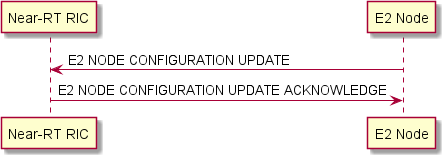 Near-RT RIC
E2 Node
E2 NODE CONFIGURATION UPDATE
E2 NODE CONFIGURATION UPDATE ACKNOWLEDGE
Near-RT RIC
E2 Node